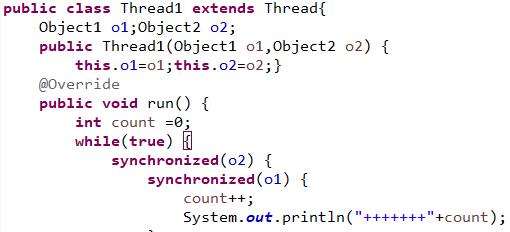 public class Thread1 extends Thread{
Object1 o1;Object2 o2;
public Thread1(Object1 o1,Object2 o2) {
this.o1=o1;this.o2=o2;}
@Override
public void run() {
int count =0;
while(true) {
synchronized(o2) {
synchronized(o1) {
count++;
System.out.println("+++++++"+count);